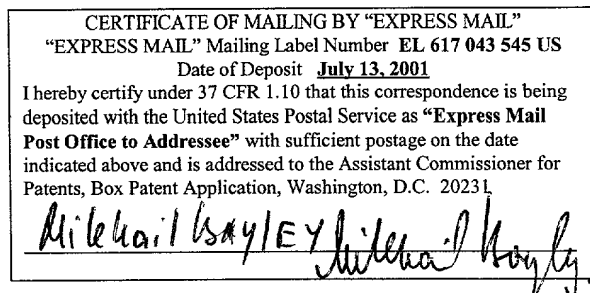 CERTIFICATE OF MAILING BY “EXPRESS MAIL”
“EXPRESS MAIL” Mailing Label Number EL 617 043 545 US
Date of Deposit July 13, 2001
I hereby certify under 37 CFR 1.10 that this correspondence is being
deposited with the United States Postal Service as “Express Mail
Post Office to Addressee” with sufficient postage on the date
indicated above and is addressed to the Assistant Commissioner for
Patents, Box Patent Application, Washington, D.C. 20231
Mikhail BAYLEY Mikhail Bayley